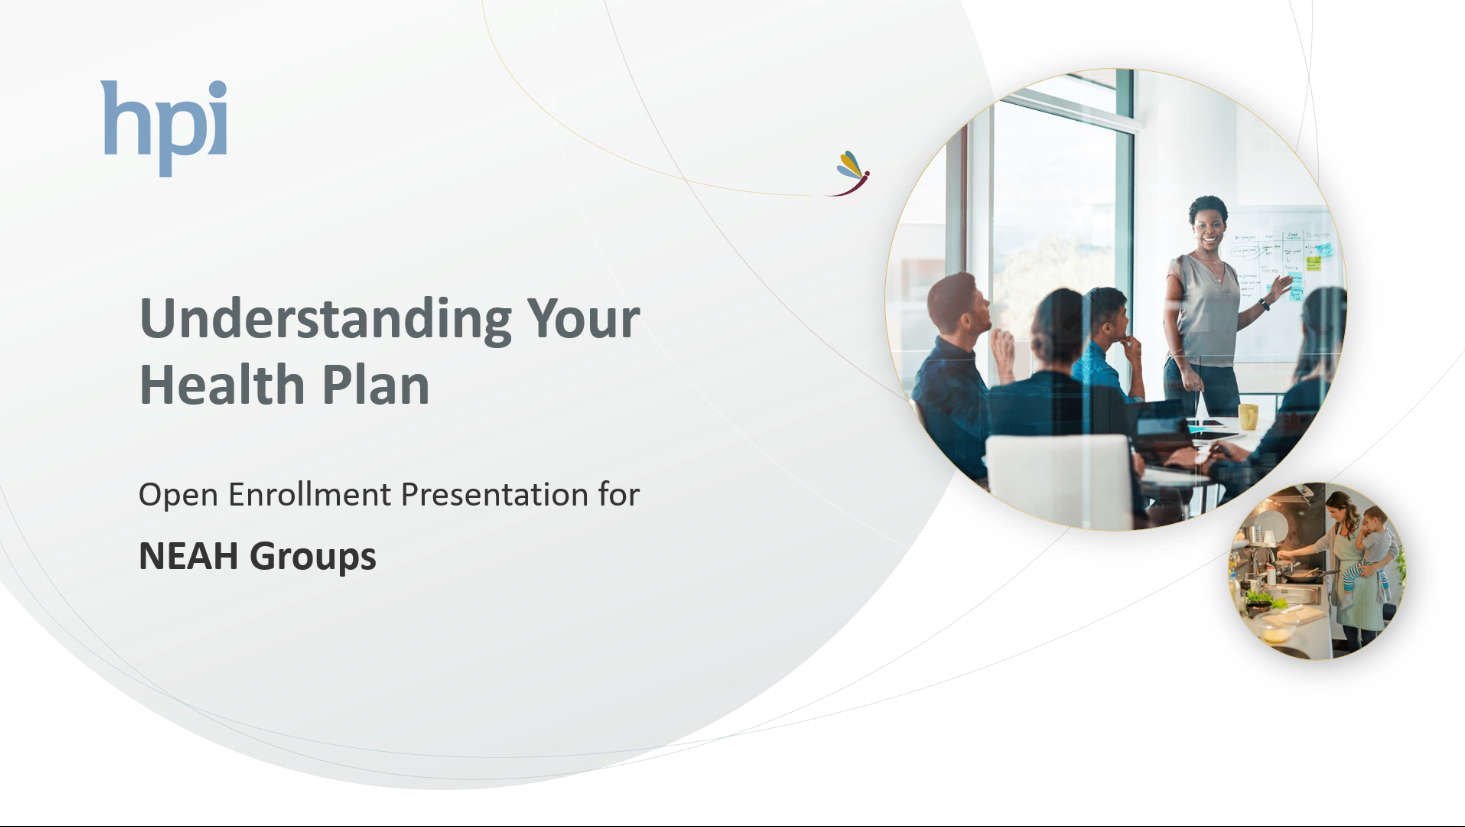 hpi
Understanding Your
Health Plan
Open Enrollment Presentation for
NEAH Groups